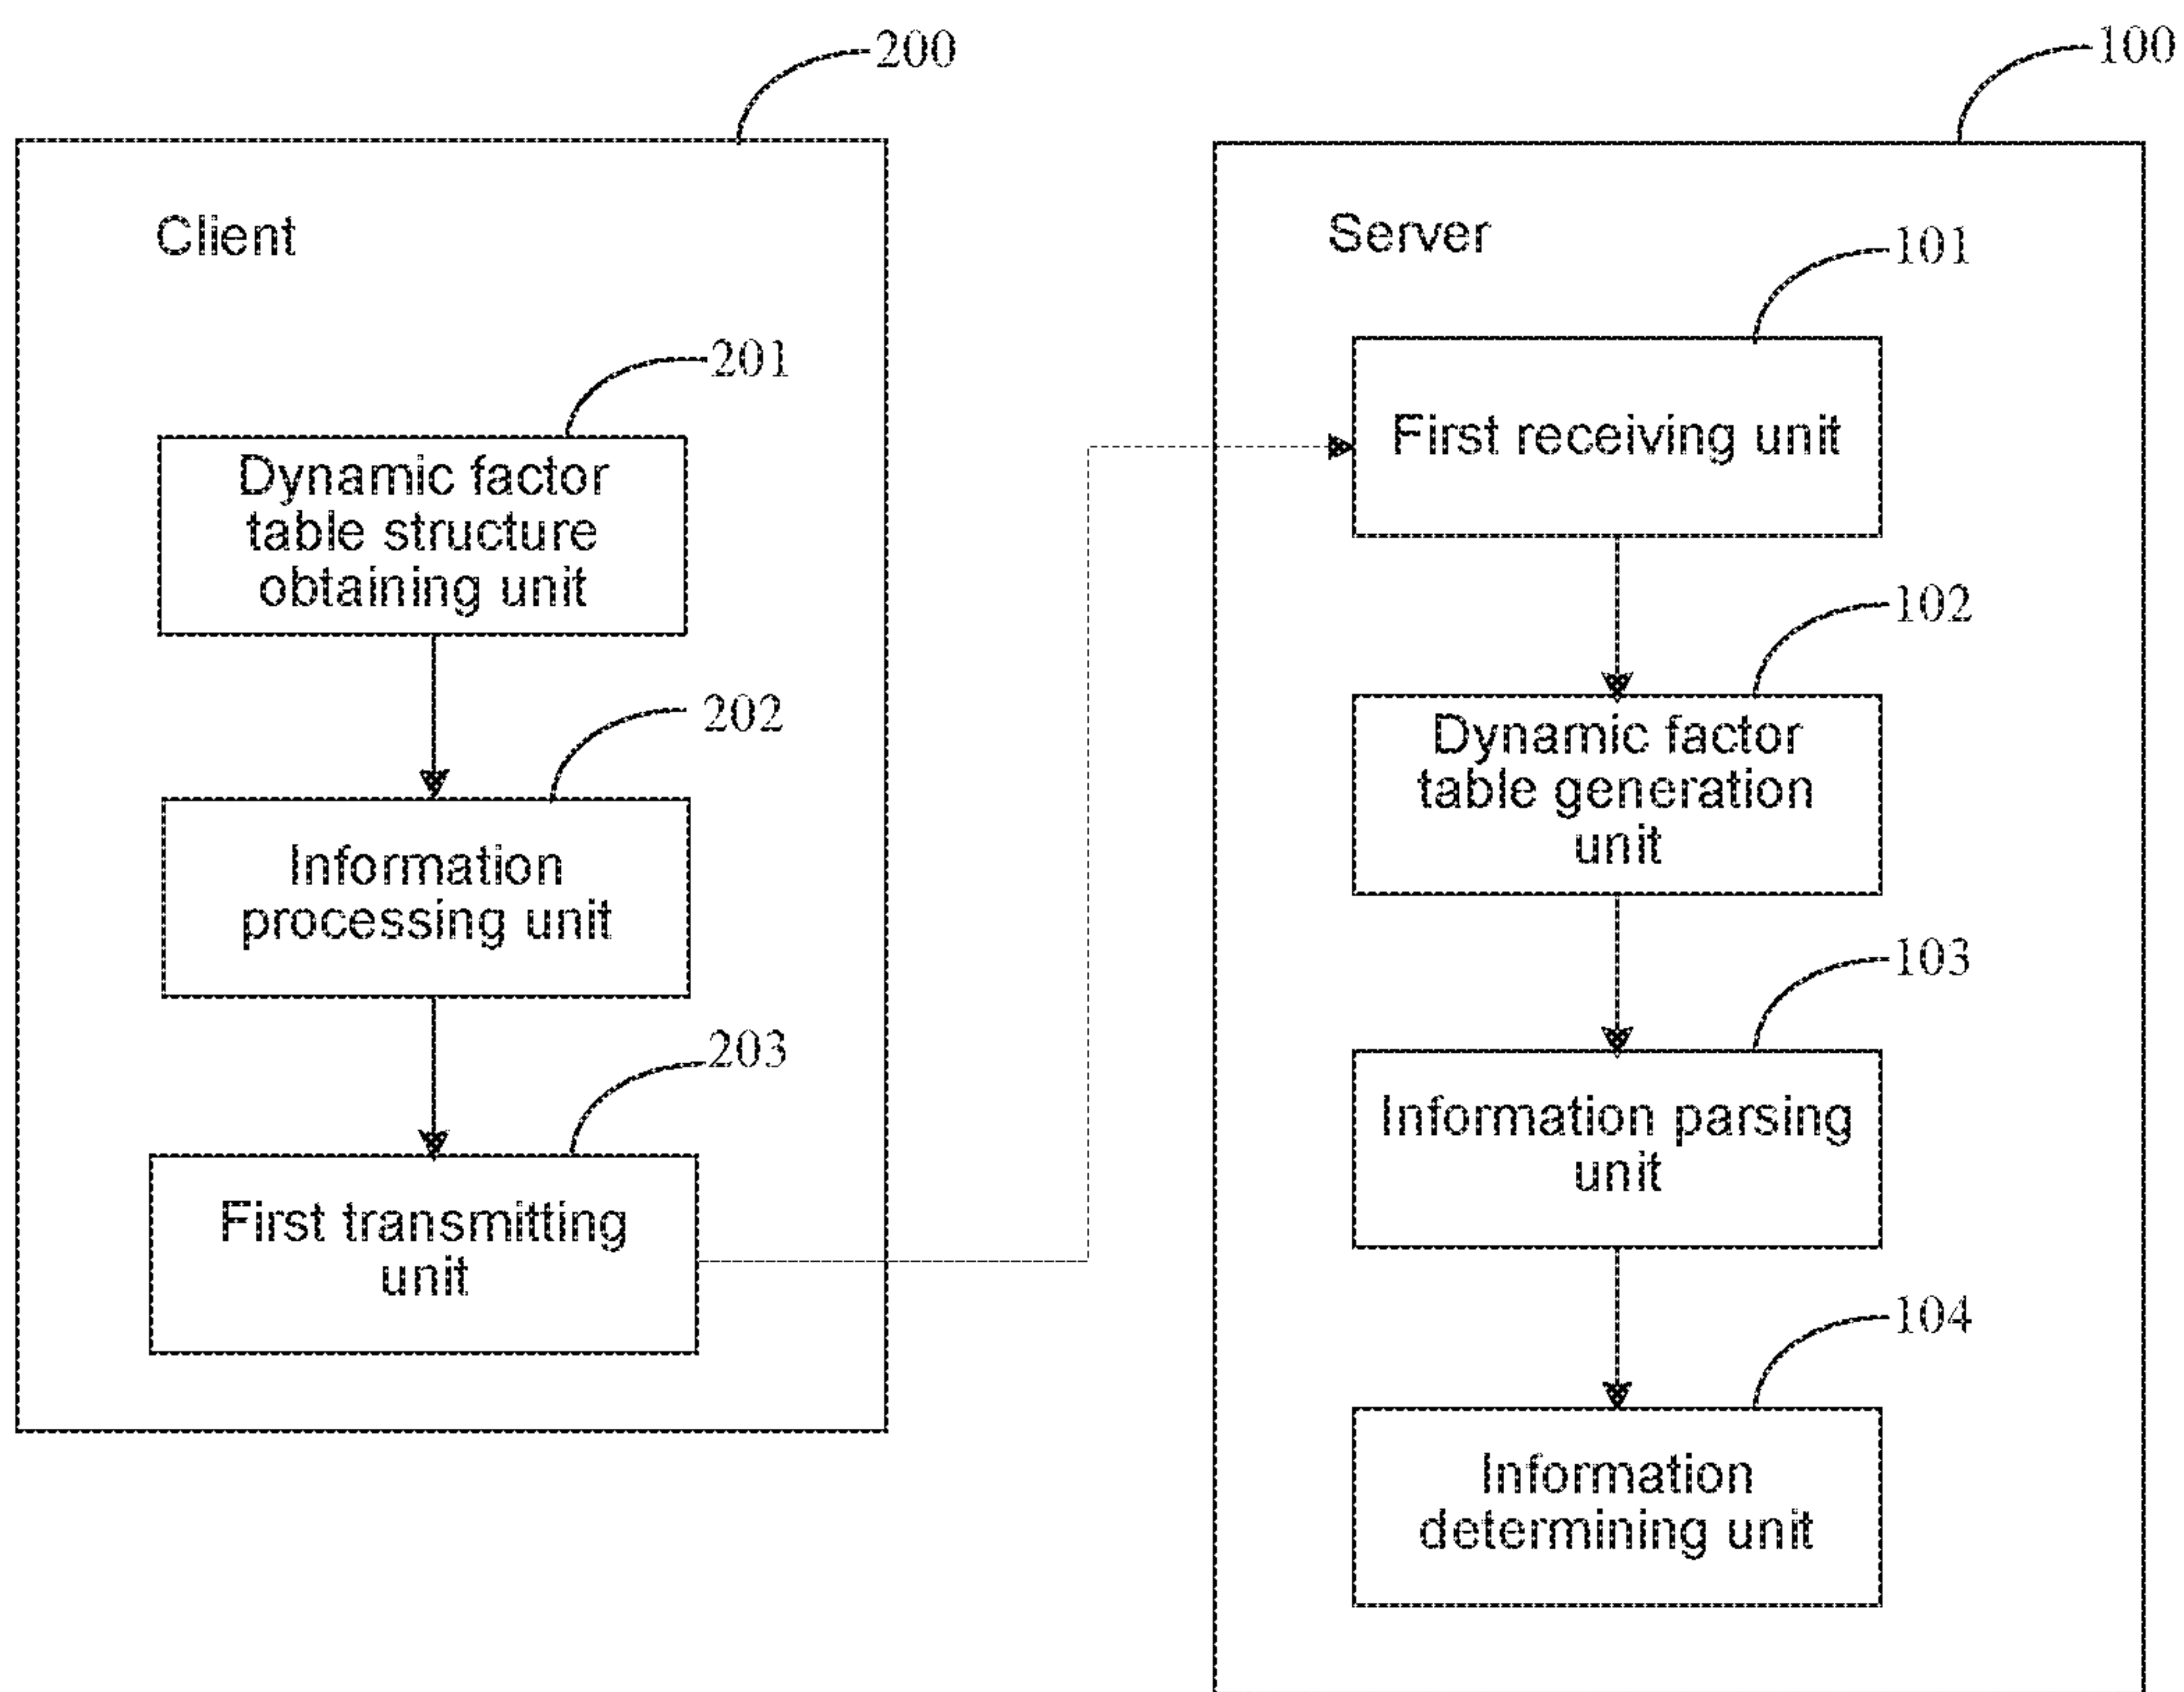 200
Client
201
Dynamic factor
table structure
obtaining unit
202
Information
processing unit
203
First transmitting
unit
100
Server
101
First receiving unit
102
Dynamic factor
table generation
unit
103
Information parsing
unit
104
Information
determining unit